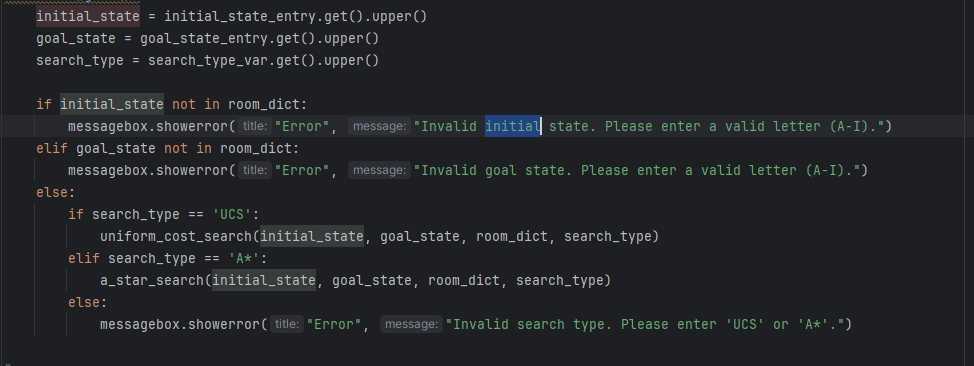 initial_state = initial_state_entry.get().upper()
goal_state = goal_state_entry.get().upper()
search_type = search_type_var.get().upper()
if initial_state not in room_dict:
messagebox.showerror( title: "Error", message: "Invalid initial state. Please enter a valid letter (A-I).")
elif goal_state not in room_dict:
messagebox.showerror( title: "Error", message: "Invalid goal state. Please enter a valid letter (A-I).")
else:
if search_type == 'UCS':
uniform_cost_search(initial_state, goal_state, room_dict, search_type)
elif search_type == 'A*':
a_star_search(initial_state, goal_state, room_dict, search_type)
else:
messagebox.showerror( title: "Error", message: "Invalid search type. Please enter 'UCS' or 'A*'.")